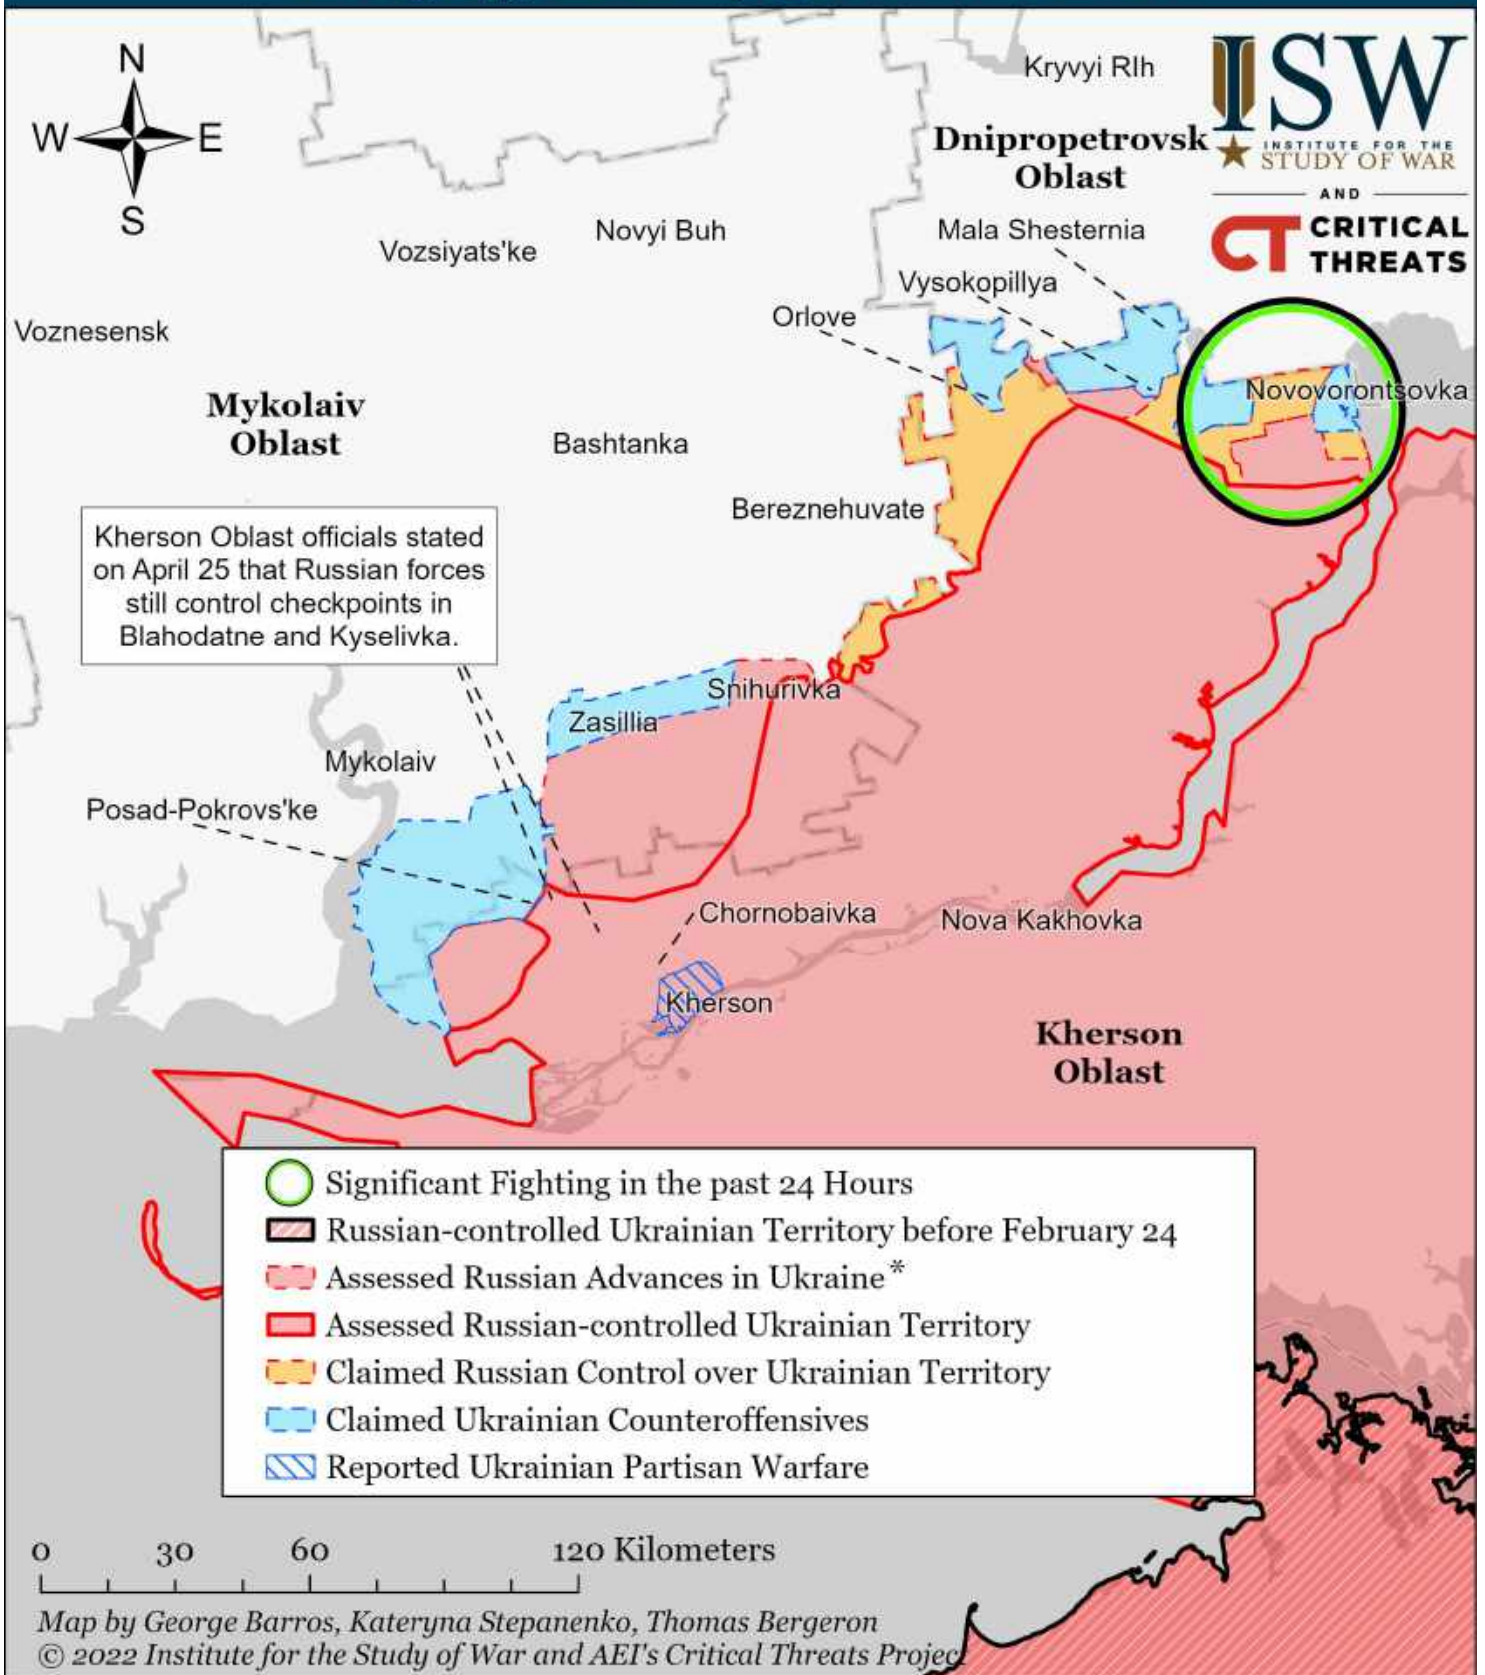 N
W E
S
Kryvyi RIh
ISW
INSTITUTE FOR THE
STUDY OF WAR
AND
CT CRITICAL
THREATS
Dnipropetrovsk
Oblast
Mala Shesternia
Novyi Buh
Vozsiyats'ke
Vysokopillya
Orlove
Voznesensk
Novovorontsovka
Mykolaiv
Oblast
Bashtanka
Bereznehuvate
Kherson Oblast officials stated
on April 25 that Russian forces
still control checkpoints in
Blahodatne and Kyselivka.
Snihurivka
Zasillia
Mykolaiv
Posad-Pokrovs'ke
Chornobaivka
Nova Kakhovka
Kherson
Kherson
Oblast
Significant Fighting in the past 24 Hours
Russian-controlled Ukrainian Territory before February 24
Assessed Russian Advances in Ukraine*
Assessed Russian-controlled Ukrainian Territory
Claimed Russian Control over Ukrainian Territory
Claimed Ukrainian Counteroffensives
Reported Ukrainian Partisan Warfare
0 30 60 120 Kilometers
Map by George Barros, Kateryna Stepanenko, Thomas Bergeron
© 2022 Institute for the Study of War and AEI's Critical Threats Project